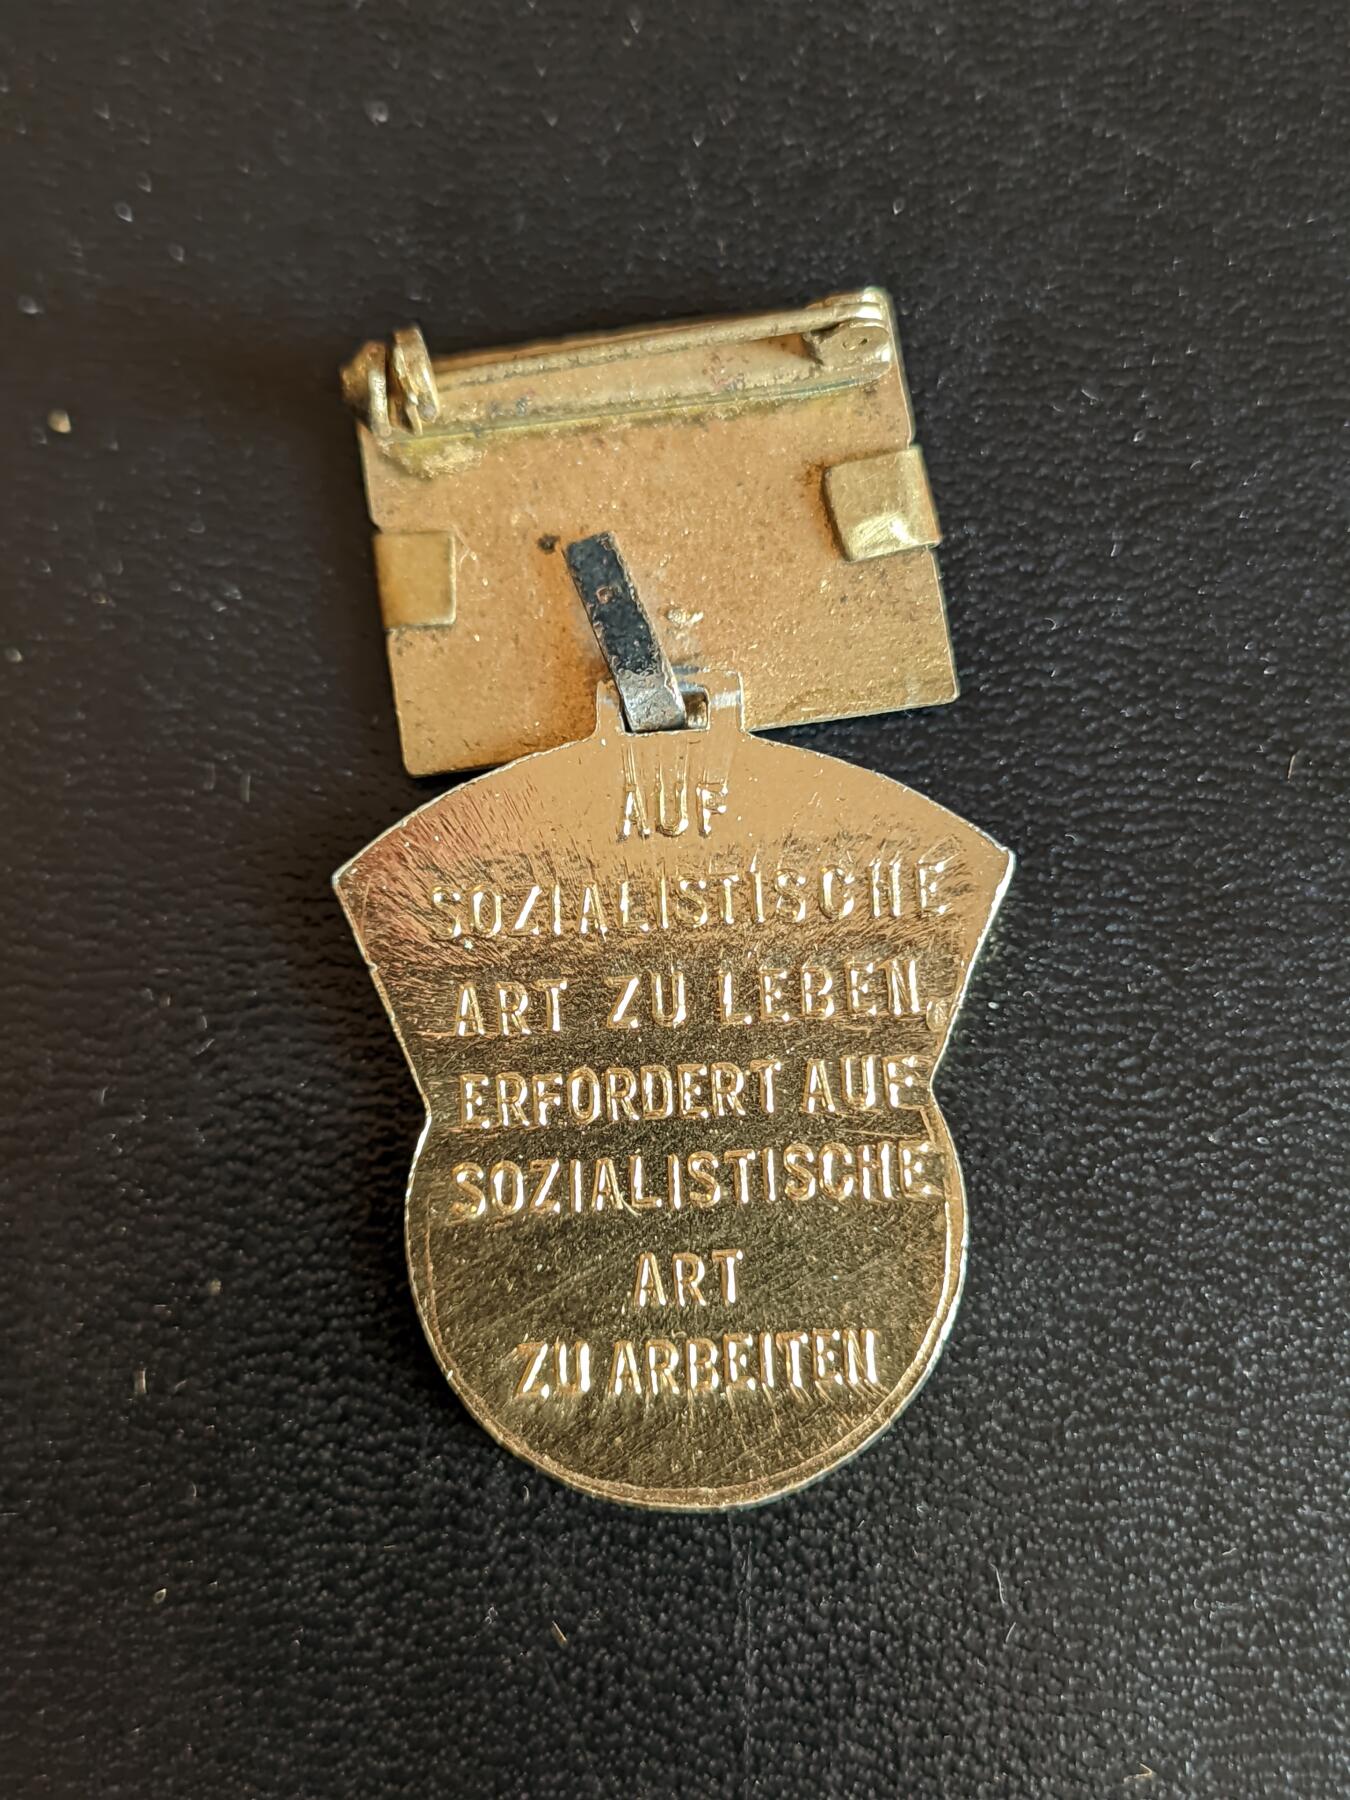 AUF
SOZIALISTISCHE
ART ZU LEBEN,
ERFORDERT AUF
SOZIALISTISCHE
ART
ZU ARBEITEN